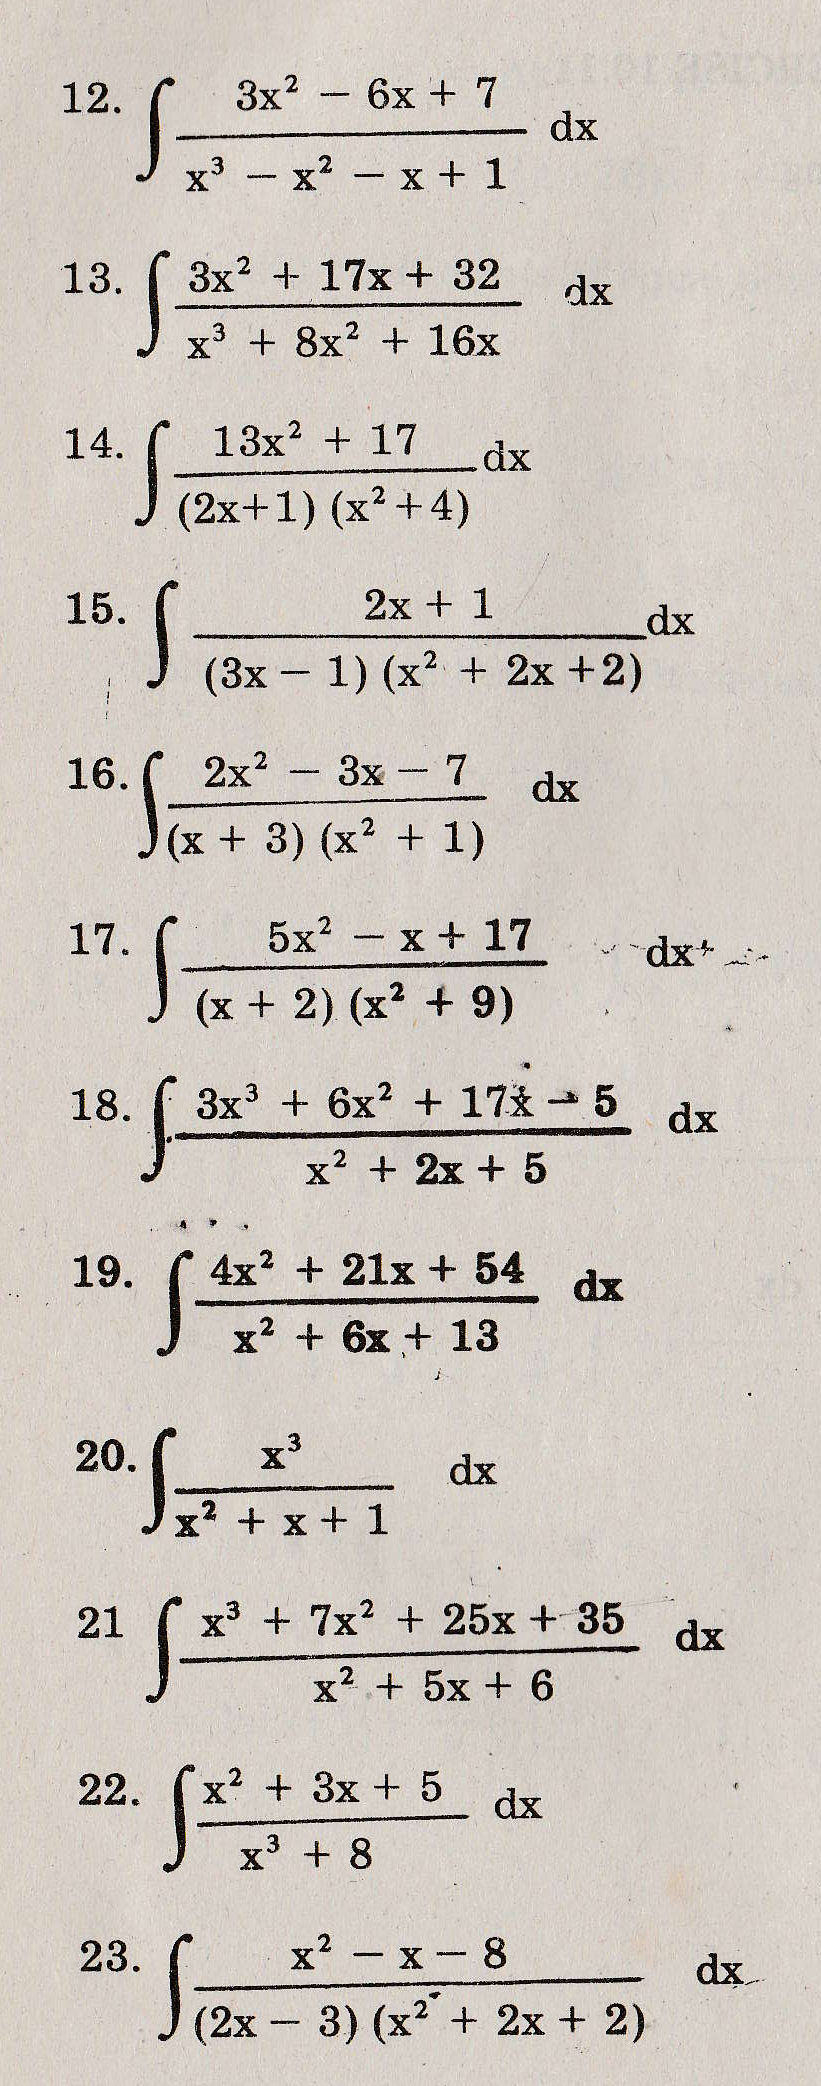 12. ∫ (3x² − 6x + 7) / (x³ − x² − x + 1) dx
13. ∫ (3x² + 17x + 32) / (x³ + 8x² + 16x) dx
14. ∫ (13x² + 17) / ((2x+1) (x²+4)) dx
15. ∫ (2x + 1) / ((3x − 1) (x² + 2x +2)) dx
16. ∫ (2x² − 3x − 7) / ((x + 3) (x² + 1)) dx
17. ∫ (5x² − x + 17) / ((x + 2) (x² + 9)) dx
18. ∫ (3x³ + 6x² + 17x − 5) / (x² + 2x + 5) dx
19. ∫ (4x² + 21x + 54) / (x² + 6x + 13) dx
20. ∫ x³ / (x² + x + 1) dx
21 ∫ (x³ + 7x² + 25x + 35) / (x² + 5x + 6) dx
22. ∫ (x² + 3x + 5) / (x³ + 8) dx
23. ∫ (x² − x − 8) / ((2x − 3) (x² + 2x + 2)) dx